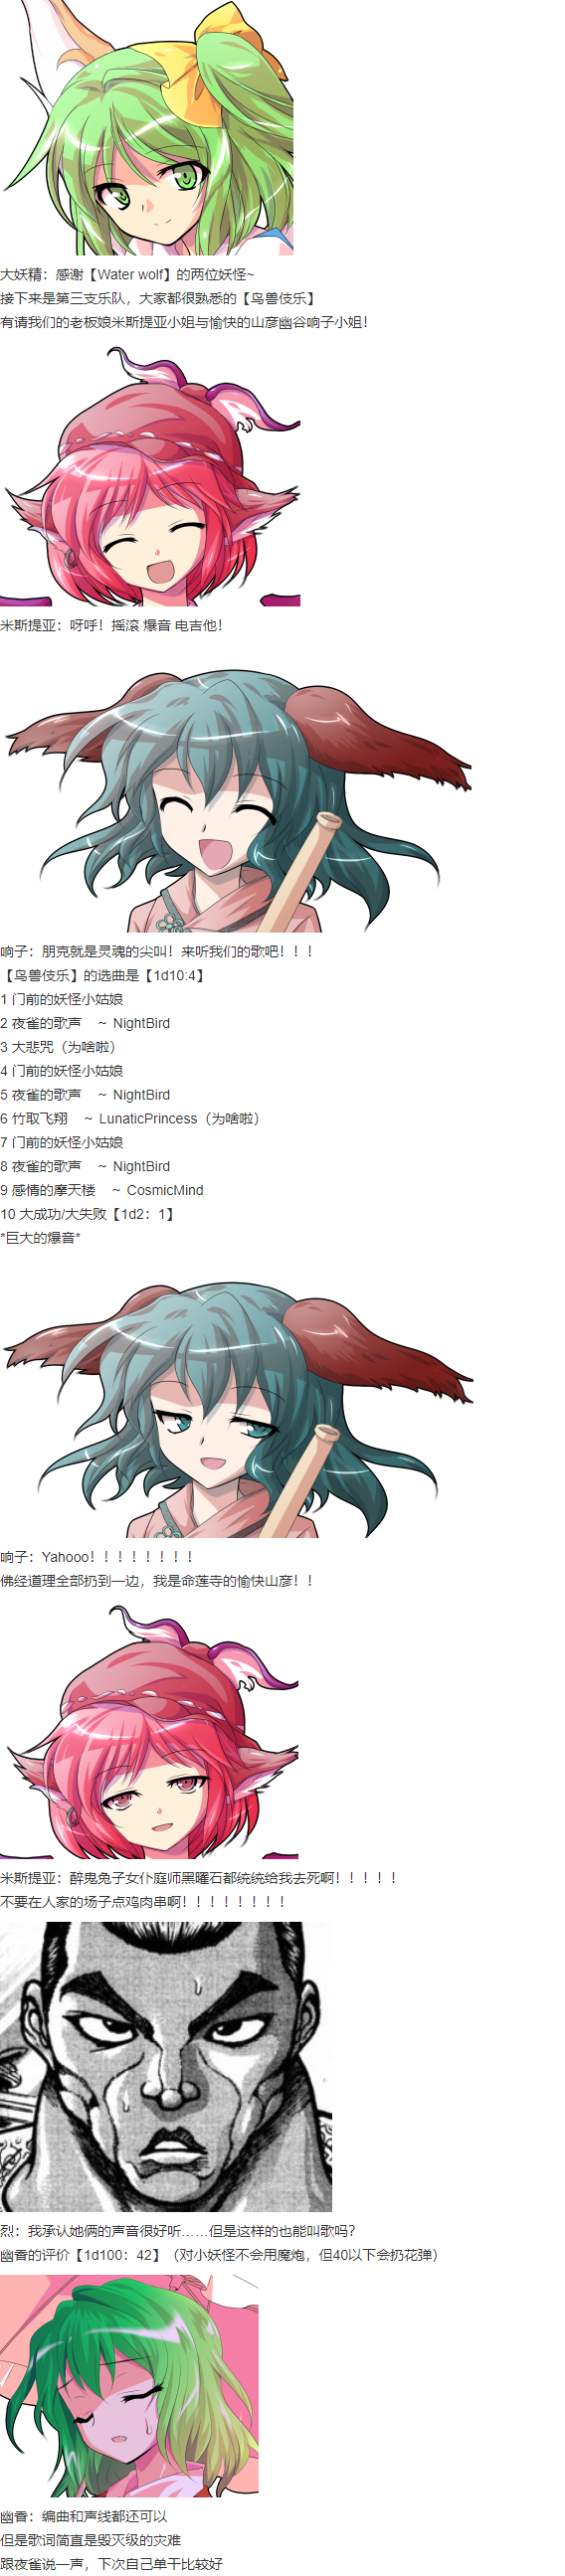 大妖精：感谢【Water wolf】的两位妖怪~
接下来是第三支乐队，大家都很熟悉的【鸟兽伎乐】
有请我们的老板娘米斯提亚小姐与愉快的山彦幽谷响子小姐！
米斯提亚：呀呼！摇滚 爆音 电吉他！
响子：朋克就是灵魂的尖叫！来听我们的歌吧！！！
【鸟兽伎乐】的选曲是【1d10:4】
1 门前的妖怪小姑娘
2 夜雀的歌声　~ NightBird
3 大悲咒（为啥啦）
4 门前的妖怪小姑娘
5 夜雀的歌声　~ NightBird
6 竹取飞翔　~ LunaticPrincess（为啥啦）
7 门前的妖怪小姑娘
8 夜雀的歌声　~ NightBird
9 感情的摩天楼　~ CosmicMind
10 大成功/大失败【1d2：1】
*巨大的爆音*
响子：Yahooo！！！！！！！！
佛经道理全部扔到一边，我是命莲寺的愉快山彦！！
米斯提亚：醉鬼兔子女仆庭师黑曜石都统统给我去死啊！！！！！
不要在人家的场子点鸡肉串啊！！！！！！！！
烈：我承认她俩的声音很好听……但是这样的也能叫歌吗？
幽香的评价【1d100：42】（对小妖怪不会用魔炮，但40以下会扔花弹）
幽香：编曲和声线都还可以
但是歌词简直是毁灭级的灾难
跟夜雀说一声，下次自己单干比较好